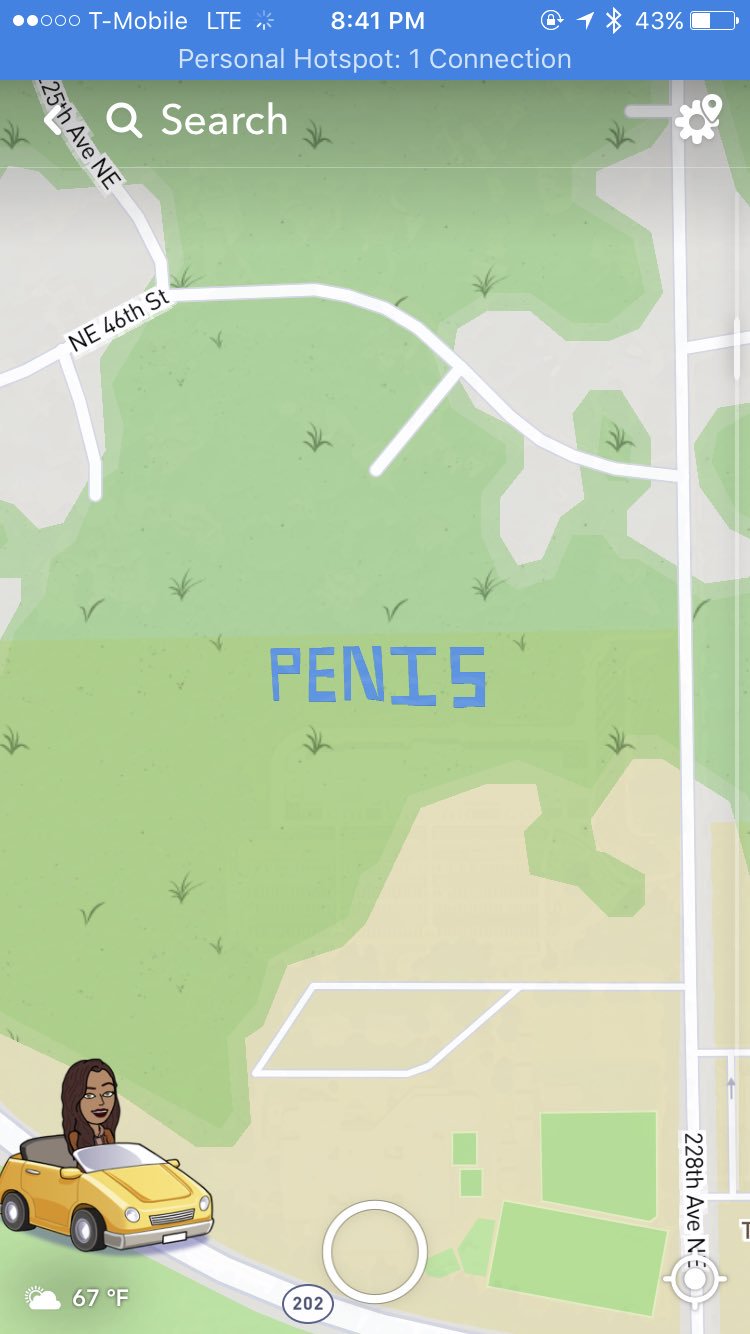 T-Mobile LTE 8:41 PM 43%
Personal Hotspot: 1 Connection
Search
225th Ave NE
NE 46th St
PENIS
228th Ave NE
T
67 °F
202